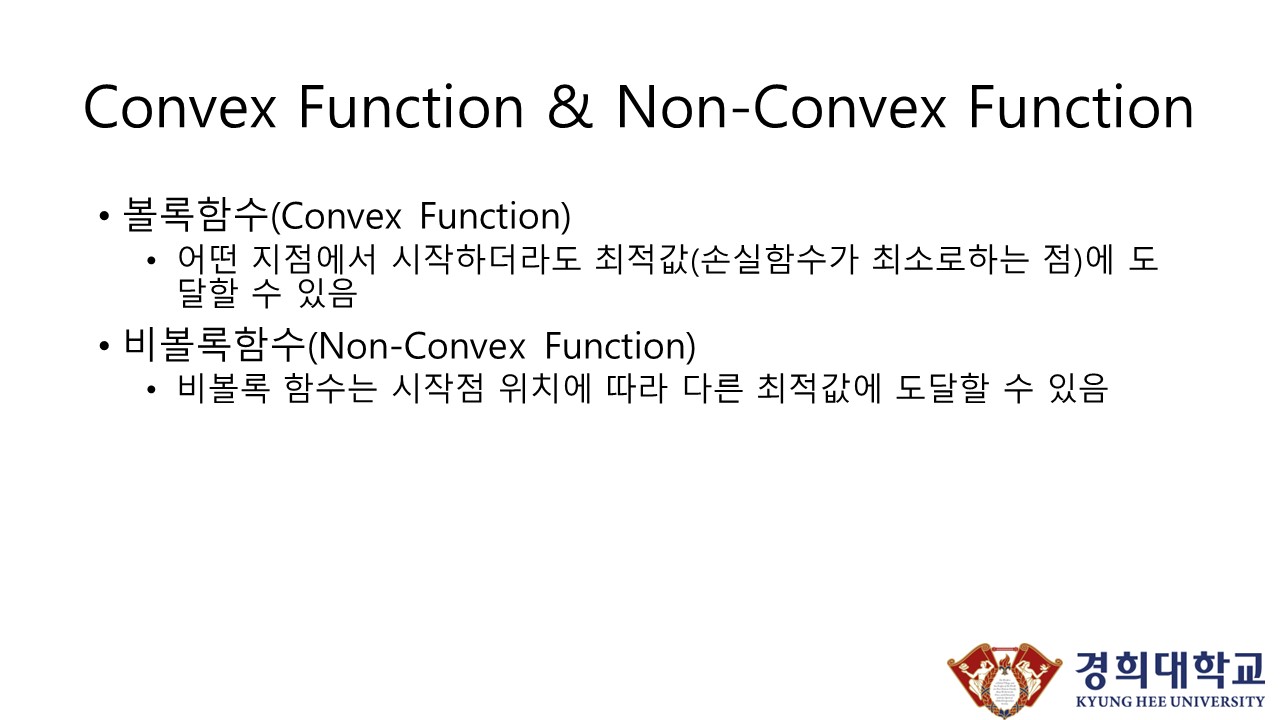 Convex Function & Non-Convex Function
• 볼록함수(Convex Function)
• 어떤 지점에서 시작하더라도 최적값(손실함수가 최소로하는 점)에 도
달할 수 있음
• 비볼록함수(Non-Convex Function)
• 비볼록 함수는 시작점 위치에 따라 다른 최적값에 도달할 수 있음
경희대학교
KYUNG HEE UNIVERSITY